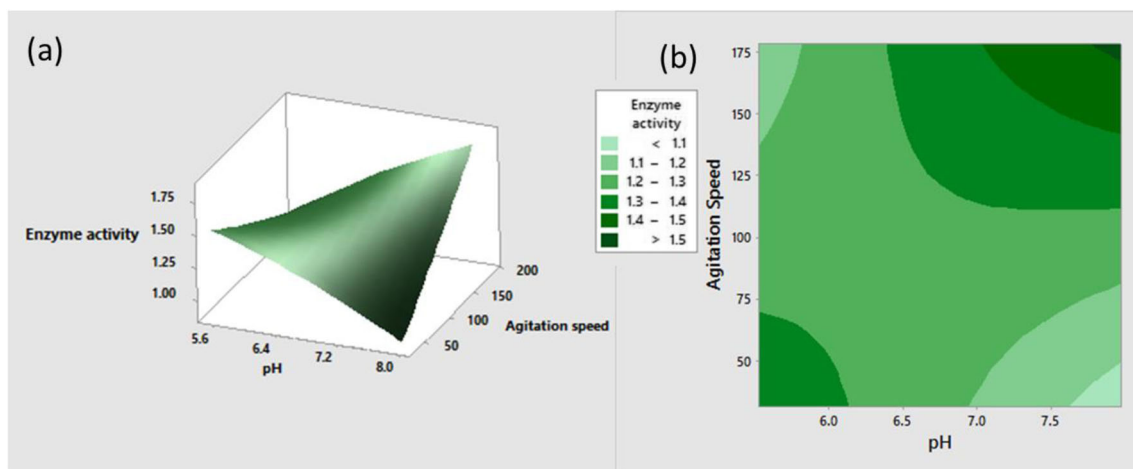 (a)
1.75
1.50
1.25
1.00
Enzyme activity
5.6
6.4
7.2
8.0
pH
50
100
150
200
Agitation speed
Enzyme
activity
< 1.1
1.1 – 1.2
1.2 – 1.3
1.3 – 1.4
1.4 – 1.5
> 1.5
(b)
175
150
125
100
75
50
Agitation Speed
6.0
6.5
7.0
7.5
pH